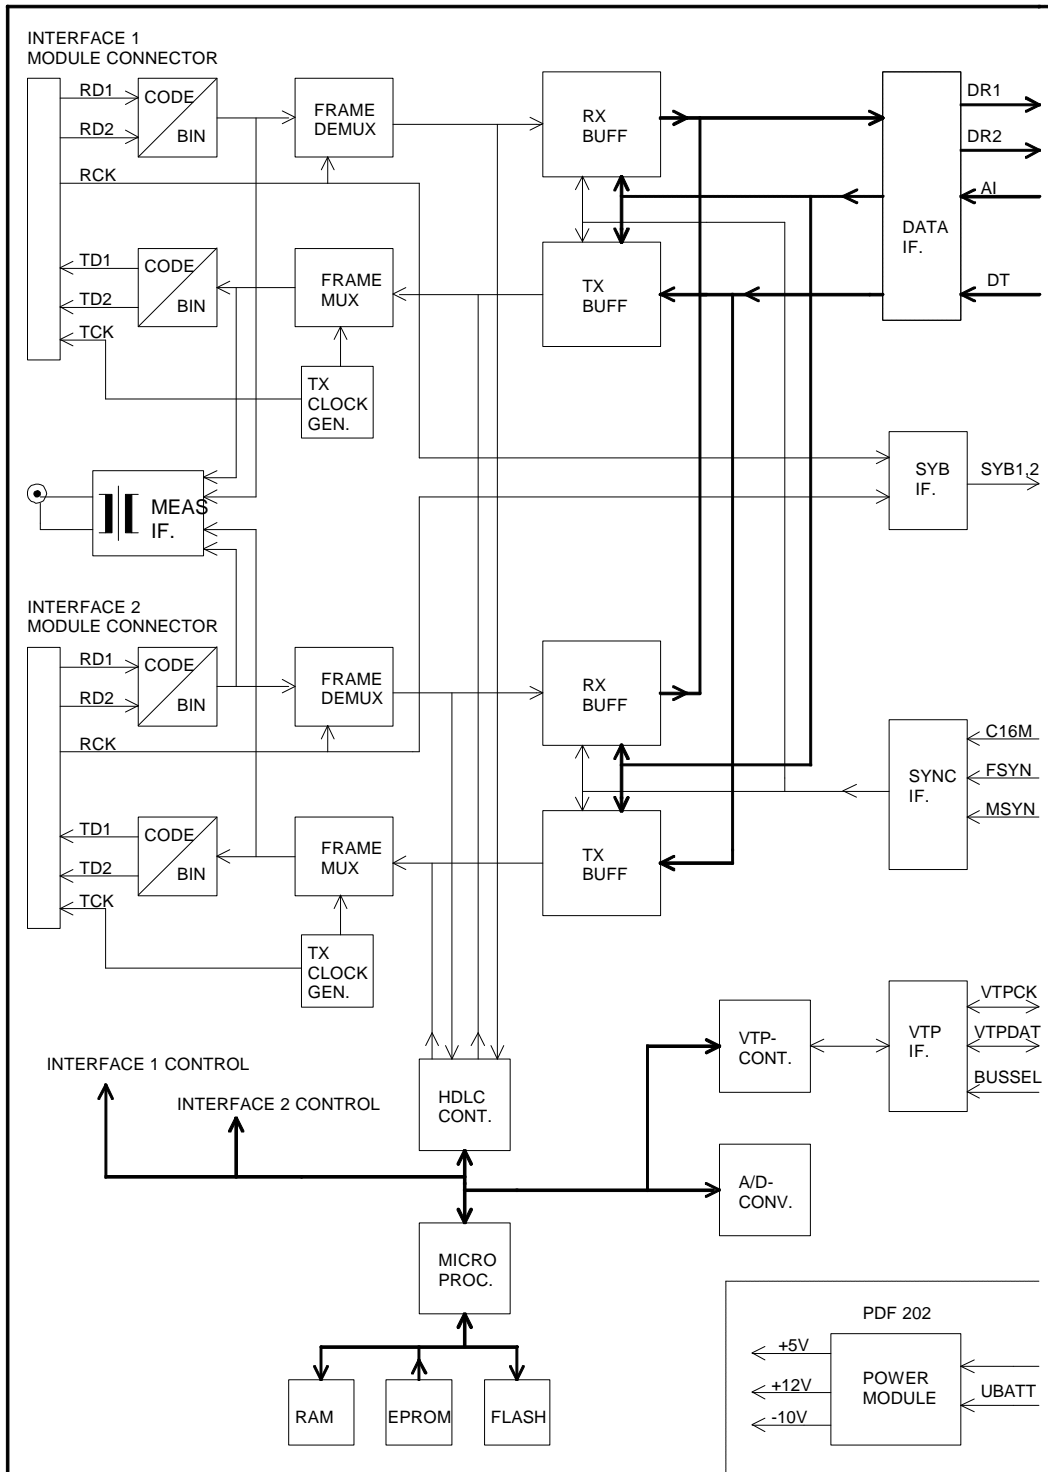 INTERFACE 1
MODULE CONNECTOR
RD1
RD2
RCK
CODE
BIN
FRAME
DEMUX
RX
BUFF
DATA
IF.
DR1
DR2
AI
DT
TD1
TD2
TCK
CODE
BIN
FRAME
MUX
TX
BUFF
TX
CLOCK
GEN.
MEAS
IF.
SYB
IF.
SYB1,2
INTERFACE 2
MODULE CONNECTOR
RD1
RD2
RCK
CODE
BIN
FRAME
DEMUX
RX
BUFF
SYNC
IF.
C16M
FSYN
MSYN
TD1
TD2
TCK
CODE
BIN
FRAME
MUX
TX
BUFF
TX
CLOCK
GEN.
INTERFACE 1 CONTROL
INTERFACE 2 CONTROL
HDLC
CONT.
VTP-
CONT.
VTP
IF.
VTPCK
VTPDAT
BUSSEL
A/D-
CONV.
MICRO
PROC.
RAM
EPROM
FLASH
PDF 202
+5V
+12V
-10V
POWER
MODULE
UBATT